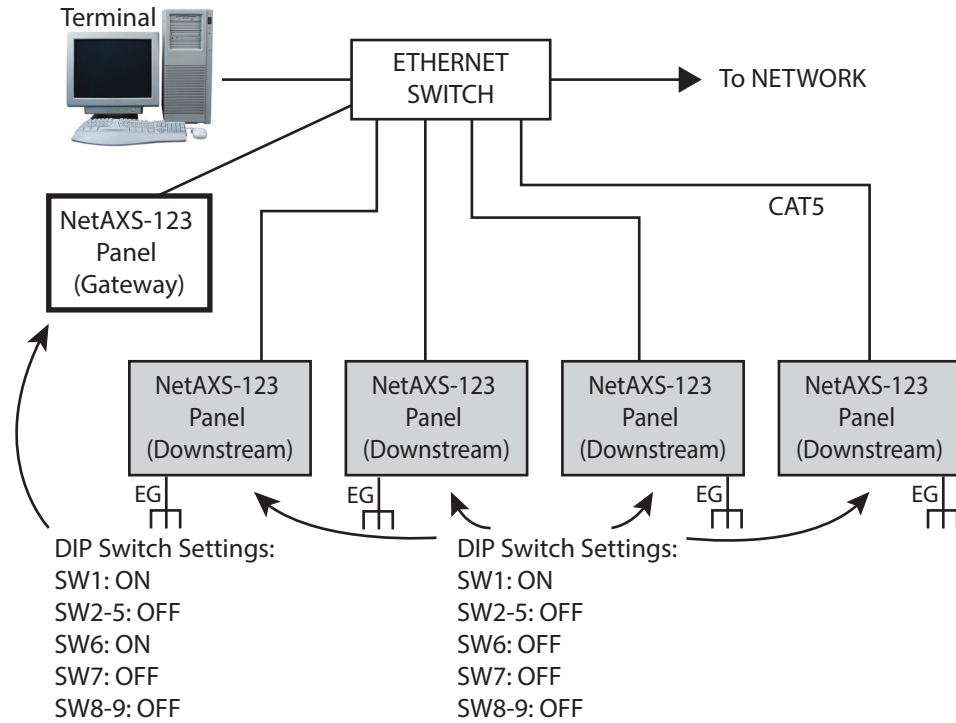 Terminal
ETHERNET
SWITCH
To NETWORK
CAT5
NetAXS-123
Panel
(Gateway)
NetAXS-123
Panel
(Downstream)
NetAXS-123
Panel
(Downstream)
NetAXS-123
Panel
(Downstream)
NetAXS-123
Panel
(Downstream)
EG
EG
EG
EG
DIP Switch Settings:
SW1: ON
SW2-5: OFF
SW6: ON
SW7: OFF
SW8-9: OFF
DIP Switch Settings:
SW1: ON
SW2-5: OFF
SW6: OFF
SW7: OFF
SW8-9: OFF